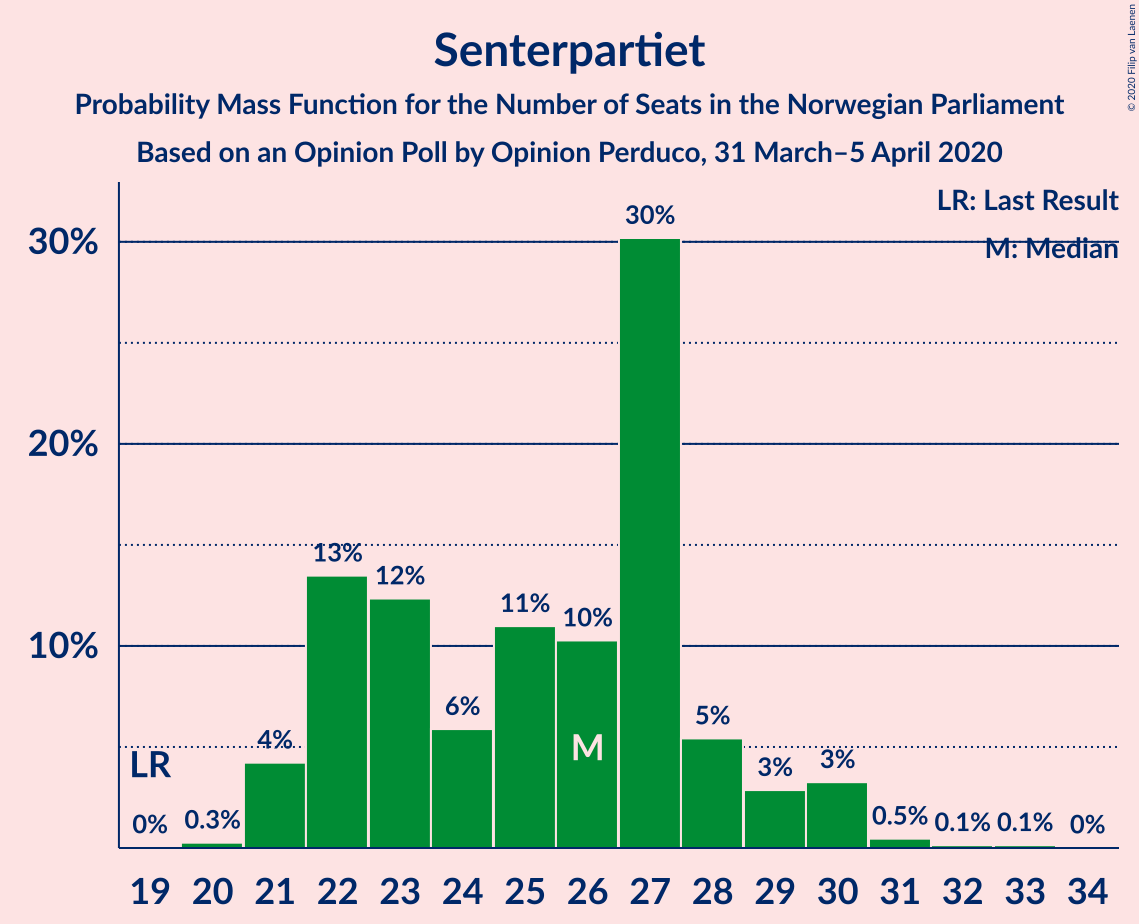 Senterpartiet
Probability Mass Function for the Number of Seats in the Norwegian Parliament
Based on an Opinion Poll by Opinion Perduco, 31 March–5 April 2020
© 2020 Filip van Laenen
LR: Last Result
M: Median
30%
20%
10%
LR
0%
0.3%
4%
13%
12%
6%
11%
10%
M
30%
5%
3%
3%
0.5%
0.1%
0.1%
0%
19 20 21 22 23 24 25 26 27 28 29 30 31 32 33 34